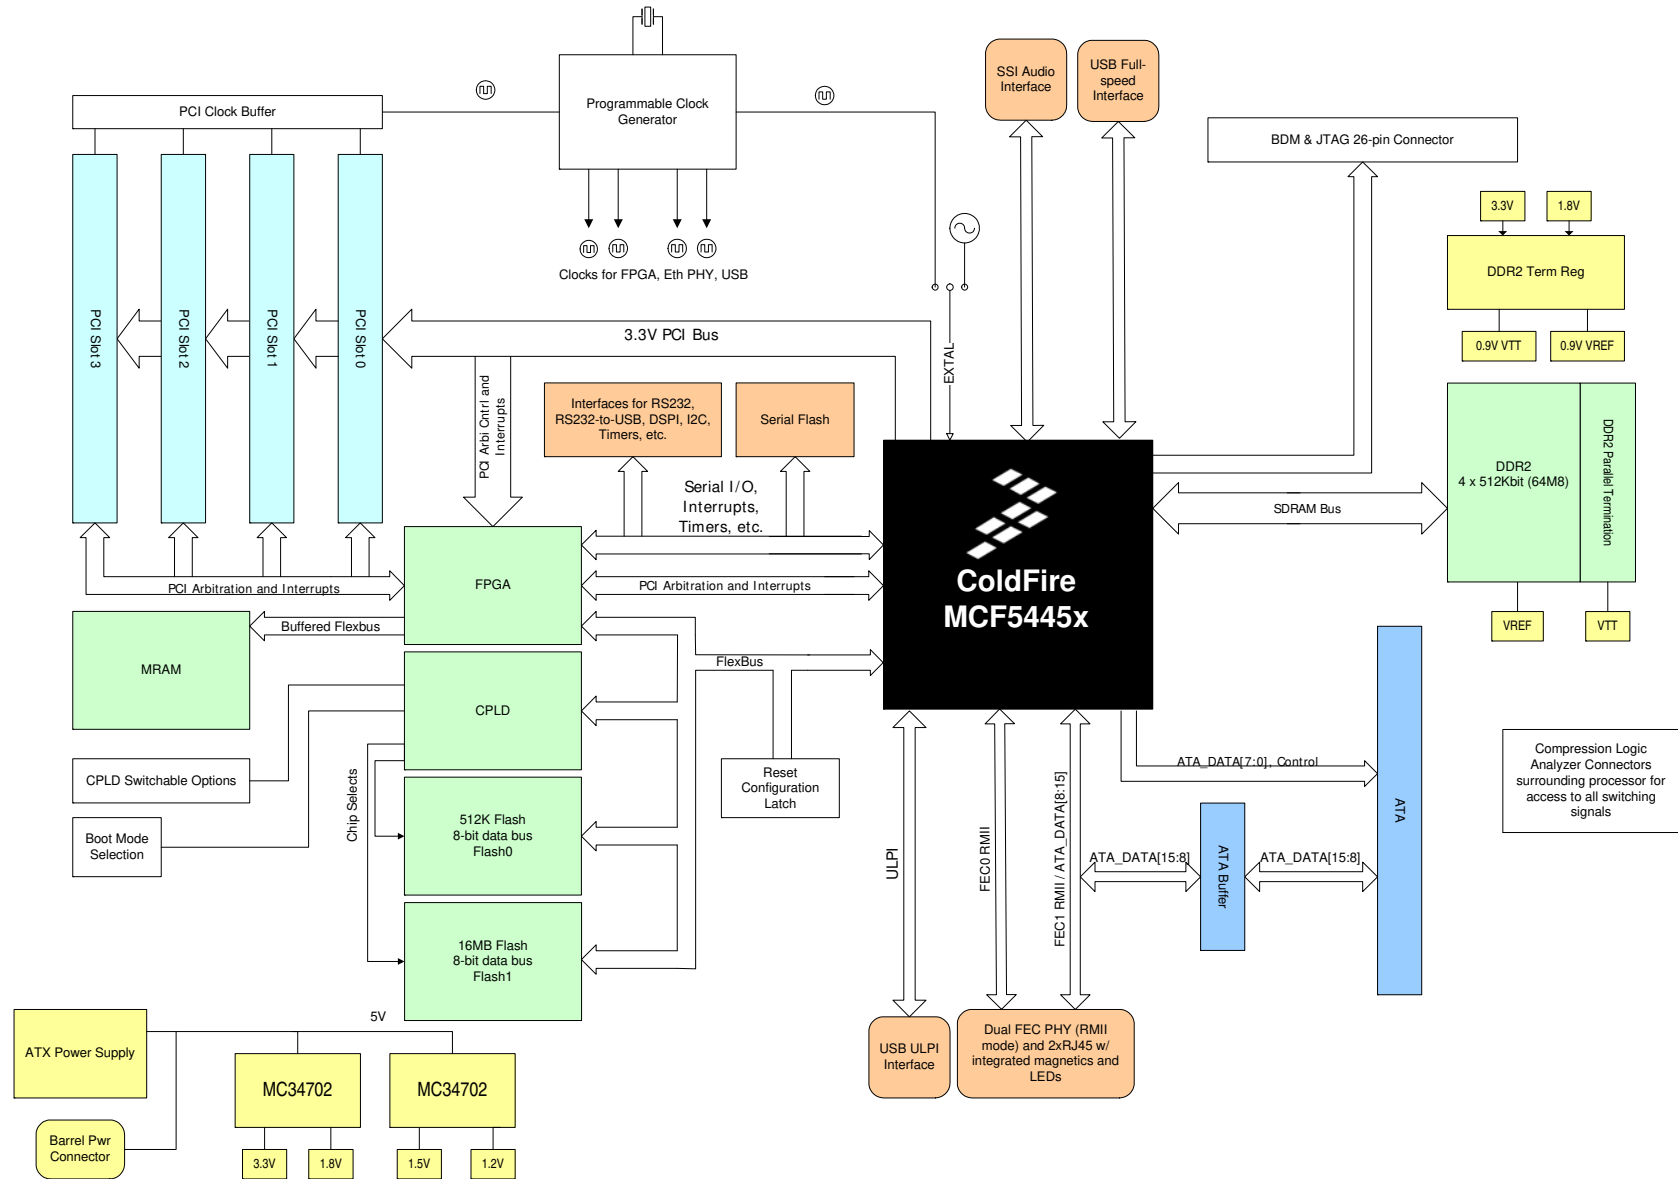 SSI Audio
Interface
USB Full-
speed
Interface
PCI Clock Buffer
Programmable Clock
Generator
BDM & JTAG 26-pin Connector
3.3V
1.8V
DDR2 Term Reg
0.9V VTT
0.9V VREF
Clocks for FPGA, Eth PHY, USB
PCI Slot 3
PCI Slot 2
PCI Slot 1
PCI Slot 0
3.3V PCI Bus
EXTAL
PCI Arbi Cntrl and
Interrupts
Interfaces for RS232,
RS232-to-USB, DSPI, I2C,
Timers, etc.
Serial Flash
Serial I/O,
Interrupts,
Timers, etc.
DDR2
4 x 512Kbit (64M8)
DDR2 Parallel Termination
SDRAM Bus
ColdFire
MCF5445x
FPGA
PCI Arbitration and Interrupts
PCI Arbitration and Interrupts
VREF
VTT
Buffered Flexbus
MRAM
FlexBus
CPLD
CPLD Switchable Options
Reset
Configuration
Latch
Boot Mode
Selection
Chip Selects
512K Flash
8-bit data bus
Flash0
16MB Flash
8-bit data bus
Flash1
ULPI
FEC0 RMII
FEC1 RMII / ATA_DATA[8:15]
ATA_DATA[7:0], Control
ATA_DATA[15:8]
ATA Buffer
ATA_DATA[15:8]
ATA
Compression Logic
Analyzer Connectors
surrounding processor for
access to all switching
signals
USB ULPI
Interface
Dual FEC PHY (RMII
mode) and 2xRJ45 w/
integrated magnetics and
LEDs
5V
ATX Power Supply
MC34702
MC34702
Barrel Pwr
Connector
3.3V
1.8V
1.5V
1.2V